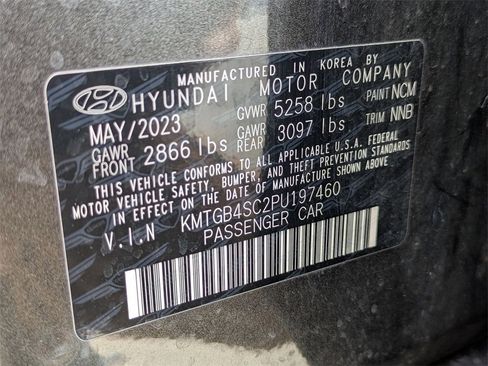 MANUFACTURED IN KOREA BY
HYUNDAI MOTOR COMPANY
MAY/2023 GVWR 5258 lbs PAINT NCM
GAWR FRONT 2866 lbs GAWR REAR 3097 lbs TRIM NNB
THIS VEHICLE CONFORMS TO ALL APPLICABLE U.S.A. FEDERAL
MOTOR VEHICLE SAFETY, BUMPER, AND THEFT PREVENTION STANDARDS
IN EFFECT ON THE DATE OF MANUFACTURE SHOWN ABOVE.
V.I.N KMTGB4SC2PU197460
PASSENGER CAR